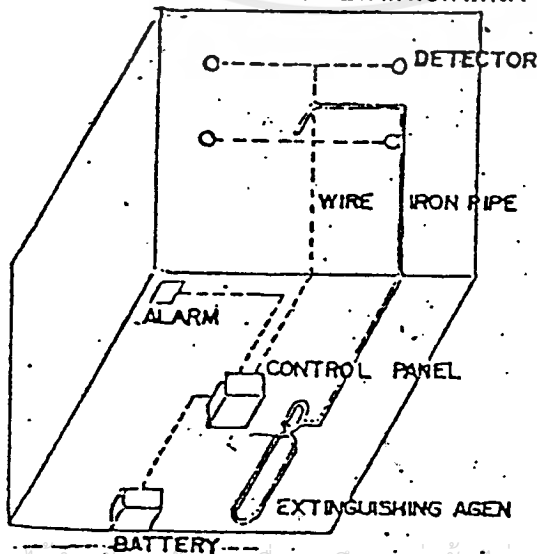 DETECTOR
WIRE IRON PIPE
ALARM
CONTROL PANEL
EXTINGUISHING AGEN
BATTERY